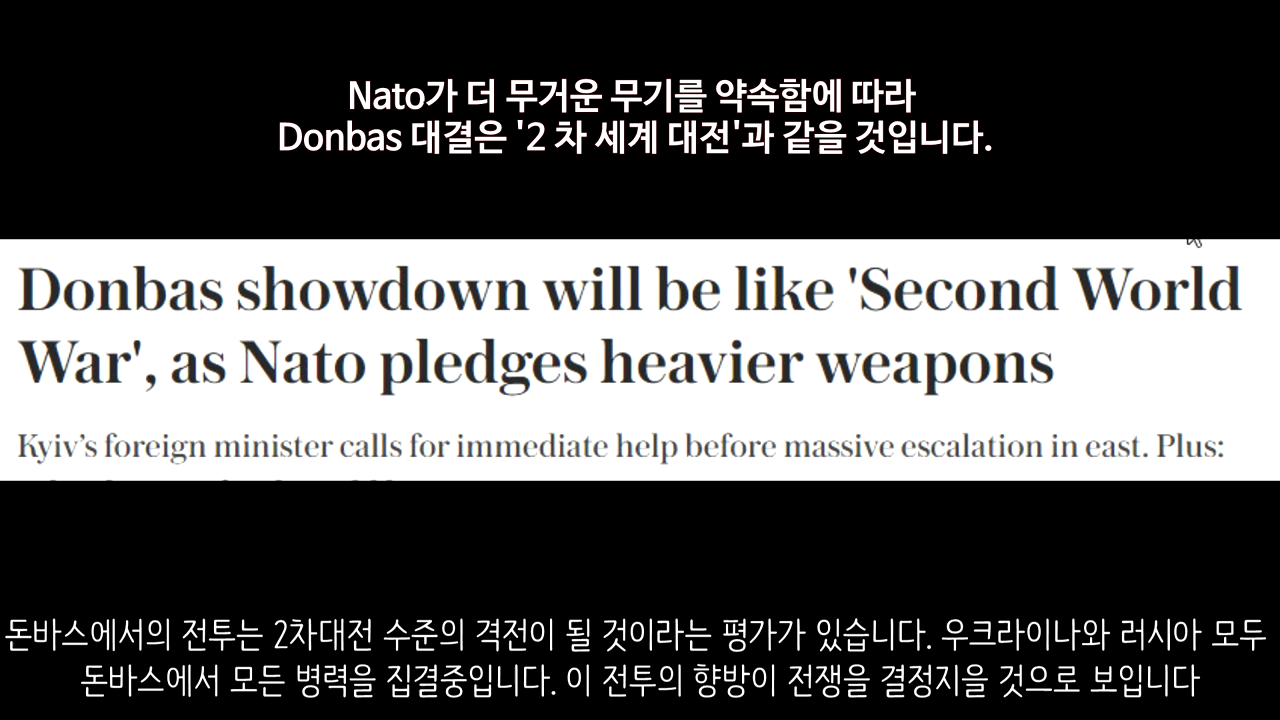 Nato가 더 무거운 무기를 약속함에 따라
Donbas 대결은 '2 차 세계 대전'과 같을 것입니다.
Donbas showdown will be like 'Second World
War', as Nato pledges heavier weapons
Kyiv's foreign minister calls for immediate help before massive escalation in east. Plus:
돈바스에서의 전투는 2차대전 수준의 격전이 될 것이라는 평가가 있습니다. 우크라이나와 러시아 모두
돈바스에서 모든 병력을 집결중입니다. 이 전투의 향방이 전쟁을 결정지을 것으로 보입니다